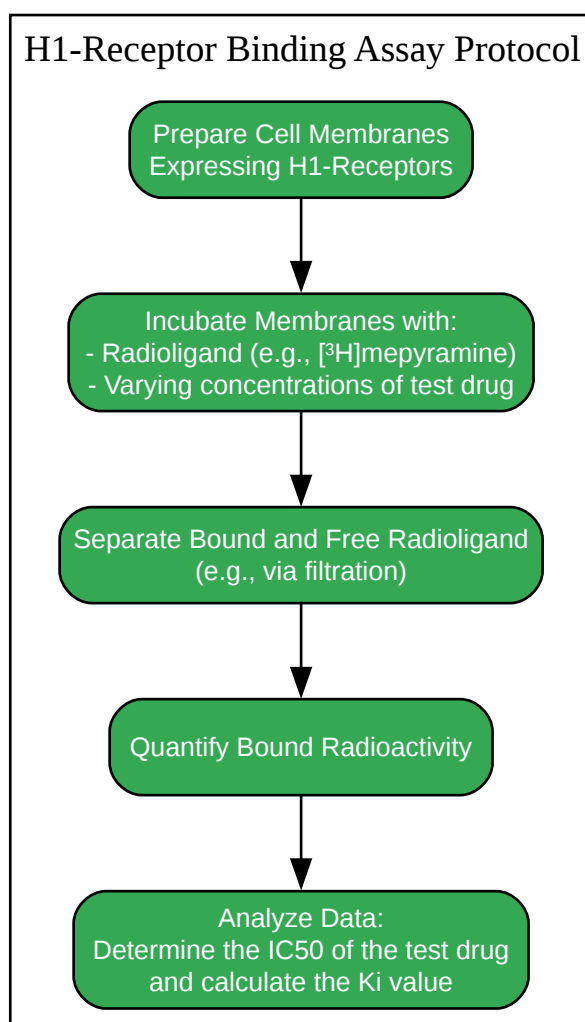 H1-Receptor Binding Assay Protocol
Prepare Cell Membranes
Expressing H1-Receptors
Incubate Membranes with:
- Radioligand (e.g., [³H]mepyramine)
- Varying concentrations of test drug
Separate Bound and Free Radioligand
(e.g., via filtration)
Quantify Bound Radioactivity
Analyze Data:
Determine the IC50 of the test drug
and calculate the Ki value